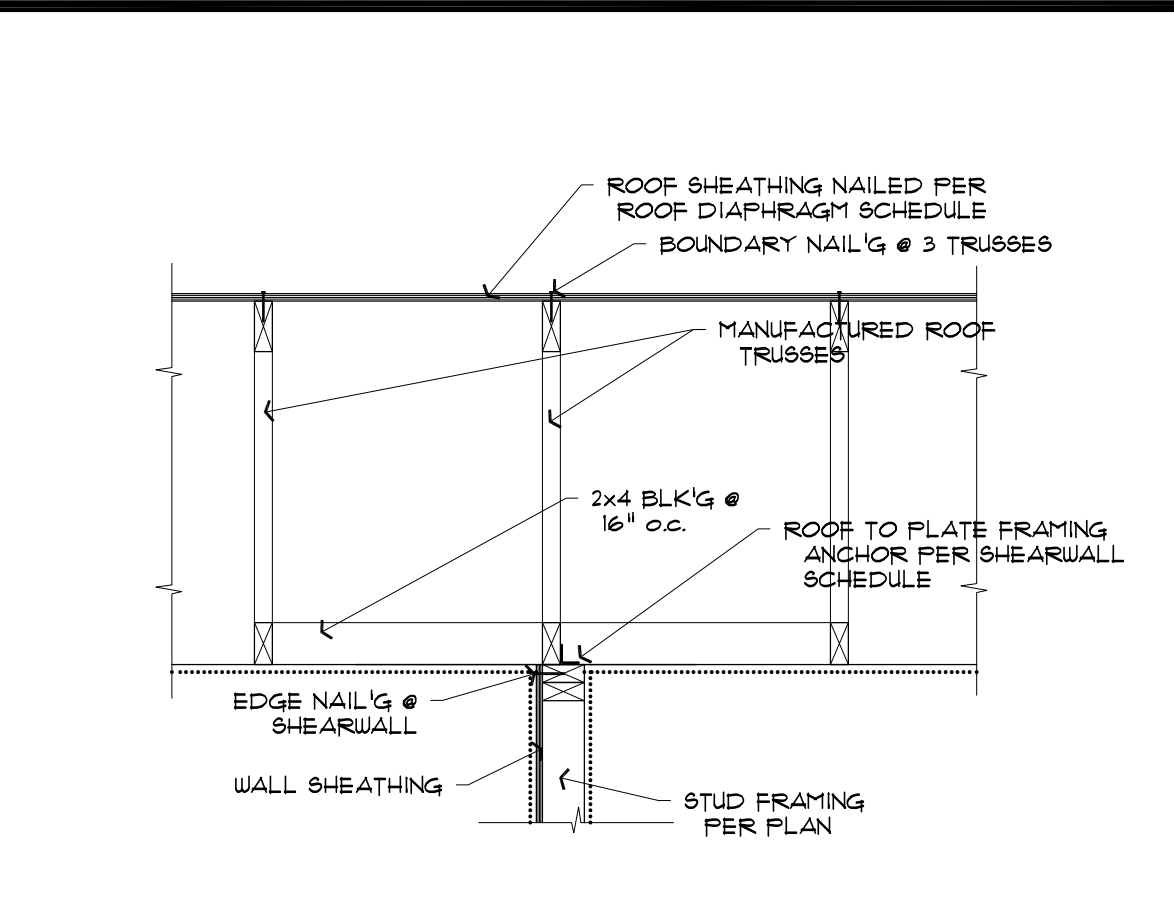 ROOF SHEATHING NAILED PER
ROOF DIAPHRAGM SCHEDULE
BOUNDARY NAIL'G @ 3 TRUSSES
MANUFACTURED ROOF
TRUSSES
2x4 BLK'G @
16" o.c.
ROOF TO PLATE FRAMING
ANCHOR PER SHEARWALL
SCHEDULE
EDGE NAIL'G @
SHEARWALL
WALL SHEATHING
STUD FRAMING
PER PLAN